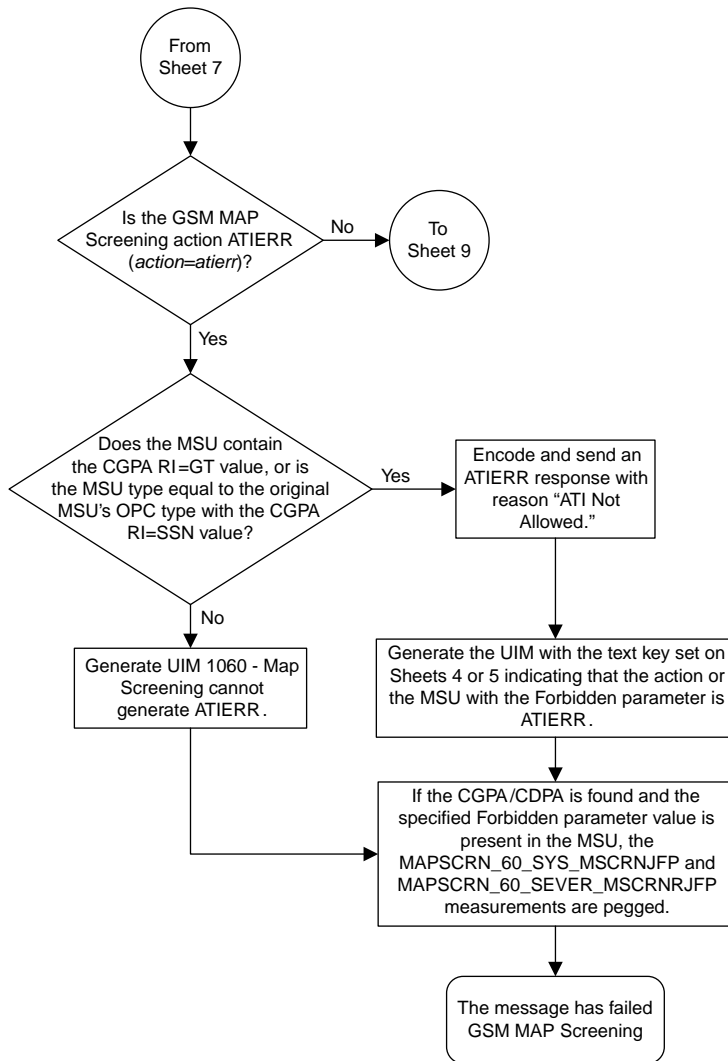 From
Sheet 7
Is the GSM MAP
Screening action ATIERR
(action=atierr)?
No
To
Sheet 9
Yes
Does the MSU contain
the CGPA RI=GT value, or is
the MSU type equal to the original
MSU's OPC type with the CGPA
RI=SSN value?
Yes
Encode and send an
ATIERR response with
reason “ATI Not
Allowed.”
No
Generate UIM 1060 - Map
Screening cannot
generate ATIERR.
Generate the UIM with the text key set on
Sheets 4 or 5 indicating that the action or
the MSU with the Forbidden parameter is
ATIERR.
If the CGPA/CDPA is found and the
specified Forbidden parameter value is
present in the MSU, the
MAPSCRN_60_SYS_MSCRNJFP and
MAPSCRN_60_SEVER_MSCRNRJFP
measurements are pegged.
The message has failed
GSM MAP Screening